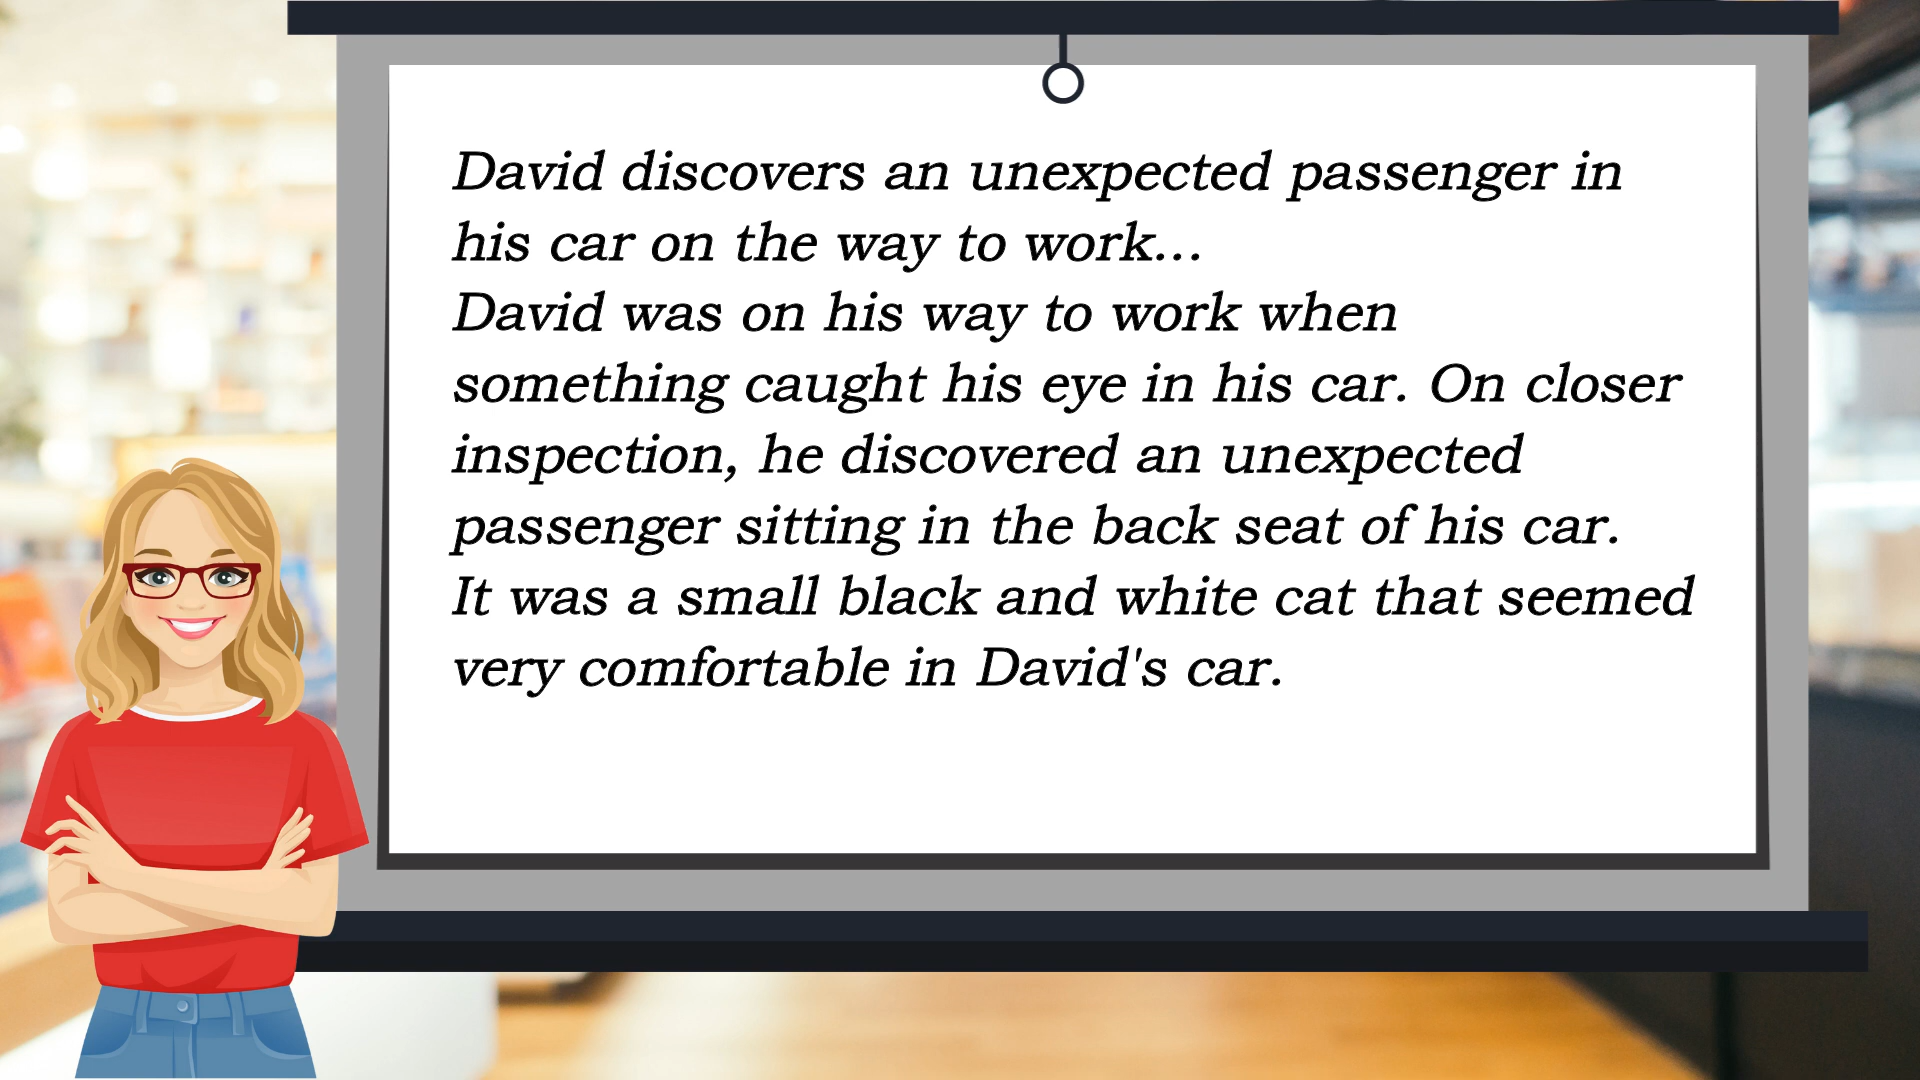 David discovers an unexpected passenger in
his car on the way to work...
David was on his way to work when
something caught his eye in his car. On closer
inspection, he discovered an unexpected
passenger sitting in the back seat of his car.
It was a small black and white cat that seemed
very comfortable in David's car.